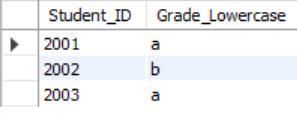 Student_ID Grade_Lowercase
2001 a
2002 b
2003 a